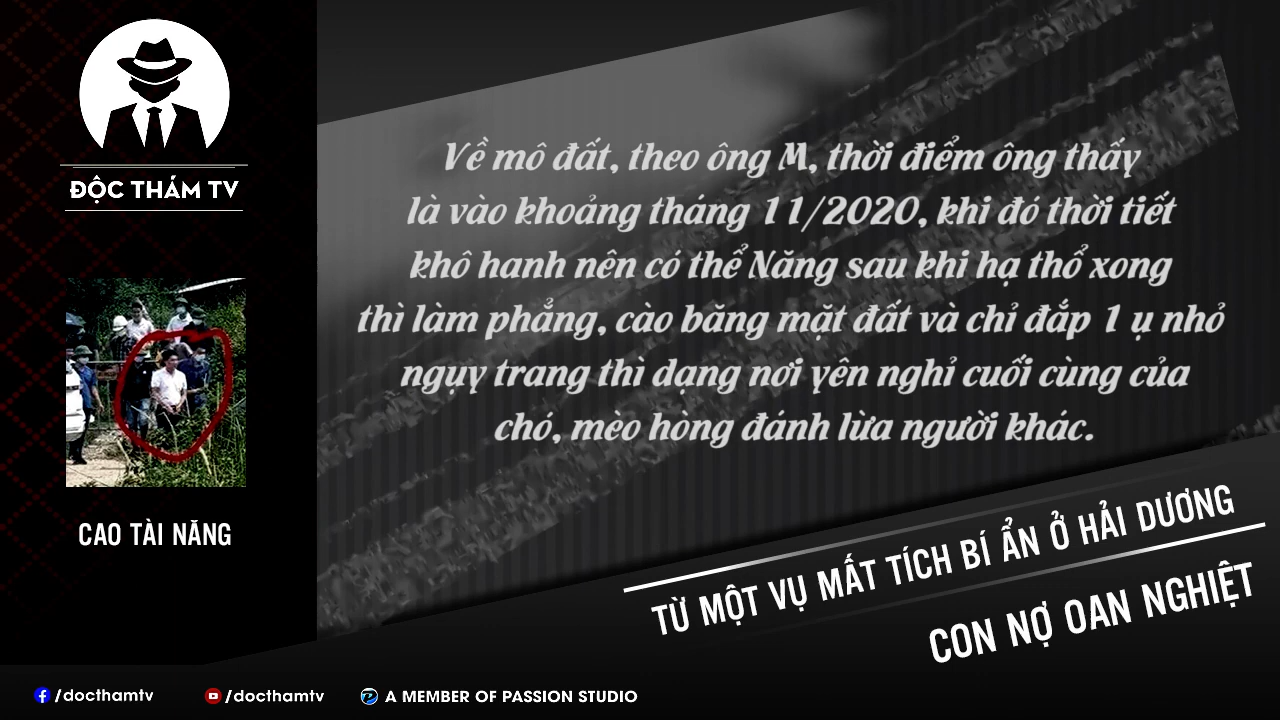 ĐỘC THÁM TV
Về mô đất, theo ông M, thời điểm ông thấy
là vào khoảng tháng 11/2020, khi đó thời tiết
khô hanh nên có thể Năng sau khi hạ thổ xong
thì làm phẳng, cào bằng mặt đất và chỉ đắp 1 ụ nhỏ
ngụy trang thì dạng nơi yên nghỉ cuối cùng của
chó, mèo hòng đánh lừa người khác.
CAO TÀI NĂNG
TỪ MỘT VỤ MẤT TÍCH BÍ ẨN Ở HẢI DƯƠNG
CON NỢ OAN NGHIỆT
/docthamtv
/docthamtv
A MEMBER OF PASSION STUDIO